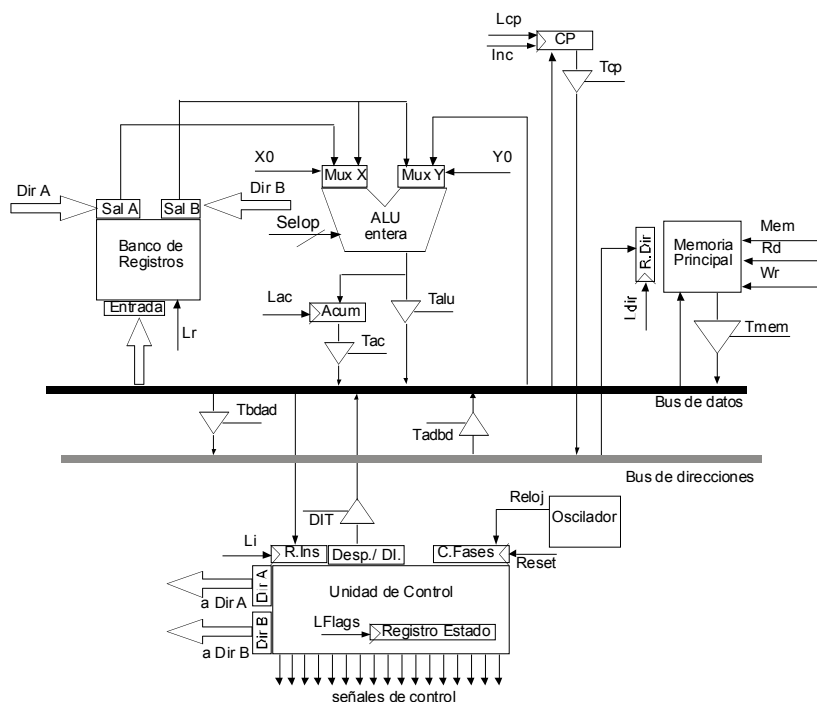 Lcp
Inc
CP
Tcp
X0
Y0
Mux X
Mux Y
Dir A
Sal A
Sal B
Dir B
Selop
ALU
entera
Banco de
Registros
Entrada
Lr
Lac
Acum
Talu
Tac
R.Dir
Ldir
Memoria
Principal
Mem
Rd
Wr
Tmem
Bus de datos
Tbdad
Tadbd
Bus de direcciones
DIT
Reloj
Oscilador
Li
R.Ins
Desp./ DI.
C.Fases
Reset
Dir A
a Dir A
Unidad de Control
Dir B
a Dir B
LFlags
Registro Estado
señales de control